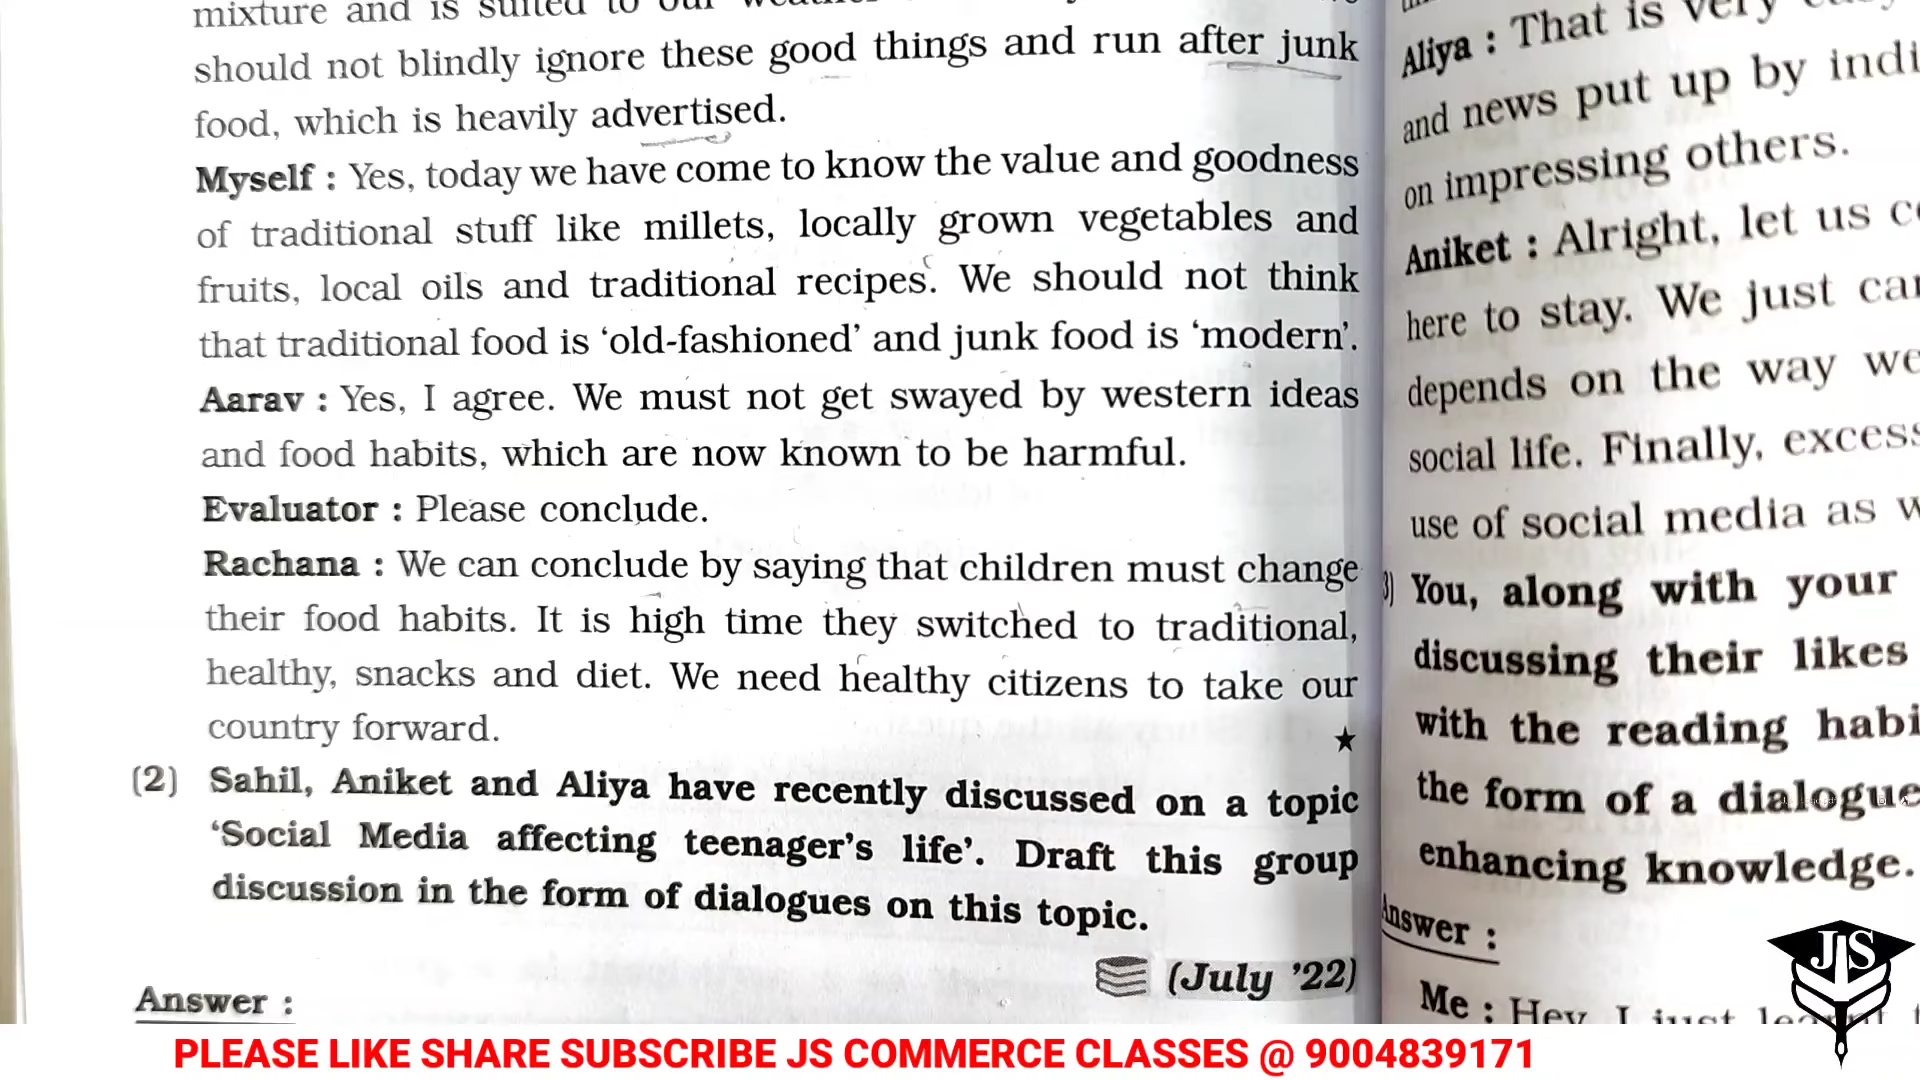 mixture and is suited to our
should not blindly ignore these good things and run after junk
food, which is heavily advertised.
Myself : Yes, today we have come to know the value and goodness
of traditional stuff like millets, locally grown vegetables and
fruits, local oils and traditional recipes. We should not think
that traditional food is ‘old-fashioned’ and junk food is ‘modern’.
Aarav : Yes, I agree. We must not get swayed by western ideas
and food habits, which are now known to be harmful.
Evaluator : Please conclude.
Rachana : We can conclude by saying that children must change
their food habits. It is high time they switched to traditional,
healthy, snacks and diet. We need healthy citizens to take our
country forward.
★
(2) Sahil, Aniket and Aliya have recently discussed on a topic
‘Social Media affecting teenager’s life’. Draft this group
discussion in the form of dialogues on this topic.
(July ’22)
Answer :
Aliya : That is very
and news put up by indi
on impressing others.
Aniket : Alright, let us
here to stay. We just
depends on the way we
social life. Finally, excess
use of social media as
3) You, along with your
discussing their likes
with the reading habi
the form of a dialogue
enhancing knowledge.
Answer :
Me : Hey, I just
JS
PLEASE LIKE SHARE SUBSCRIBE JS COMMERCE CLASSES @ 9004839171